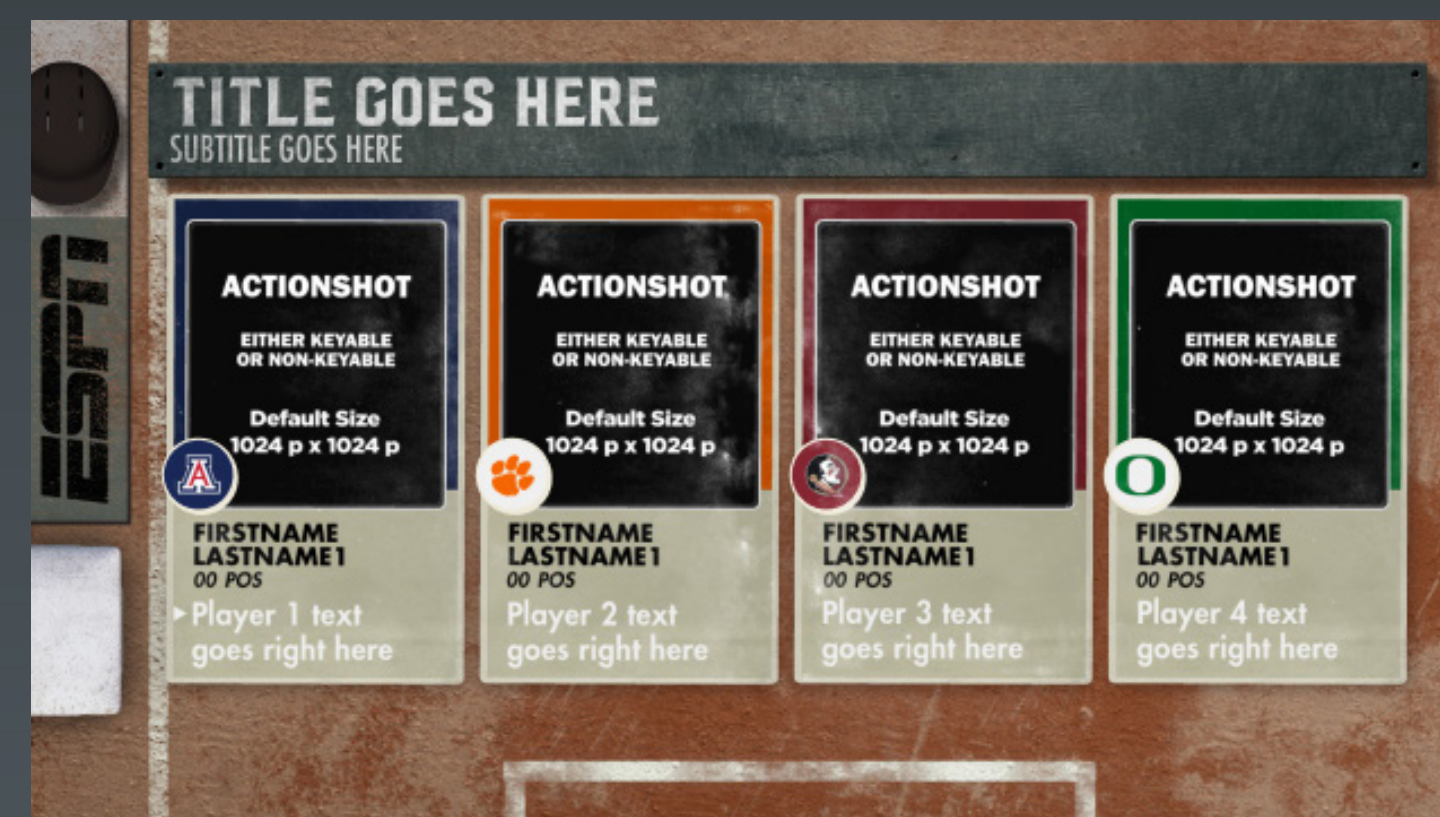 TITLE GOES HERE
SUBTITLE GOES HERE
ESPN
ACTIONSHOT
EITHER KEYABLE
OR NON-KEYABLE
Default Size
1024 p x 1024 p
A
FIRSTNAME
LASTNAME1
00 POS
Player 1 text
goes right here
ACTIONSHOT
EITHER KEYABLE
OR NON-KEYABLE
Default Size
1024 p x 1024 p
FIRSTNAME
LASTNAME1
00 POS
Player 2 text
goes right here
ACTIONSHOT
EITHER KEYABLE
OR NON-KEYABLE
Default Size
1024 p x 1024 p
FIRSTNAME
LASTNAME1
00 POS
Player 3 text
goes right here
ACTIONSHOT
EITHER KEYABLE
OR NON-KEYABLE
Default Size
1024 p x 1024 p
O
FIRSTNAME
LASTNAME1
00 POS
Player 4 text
goes right here